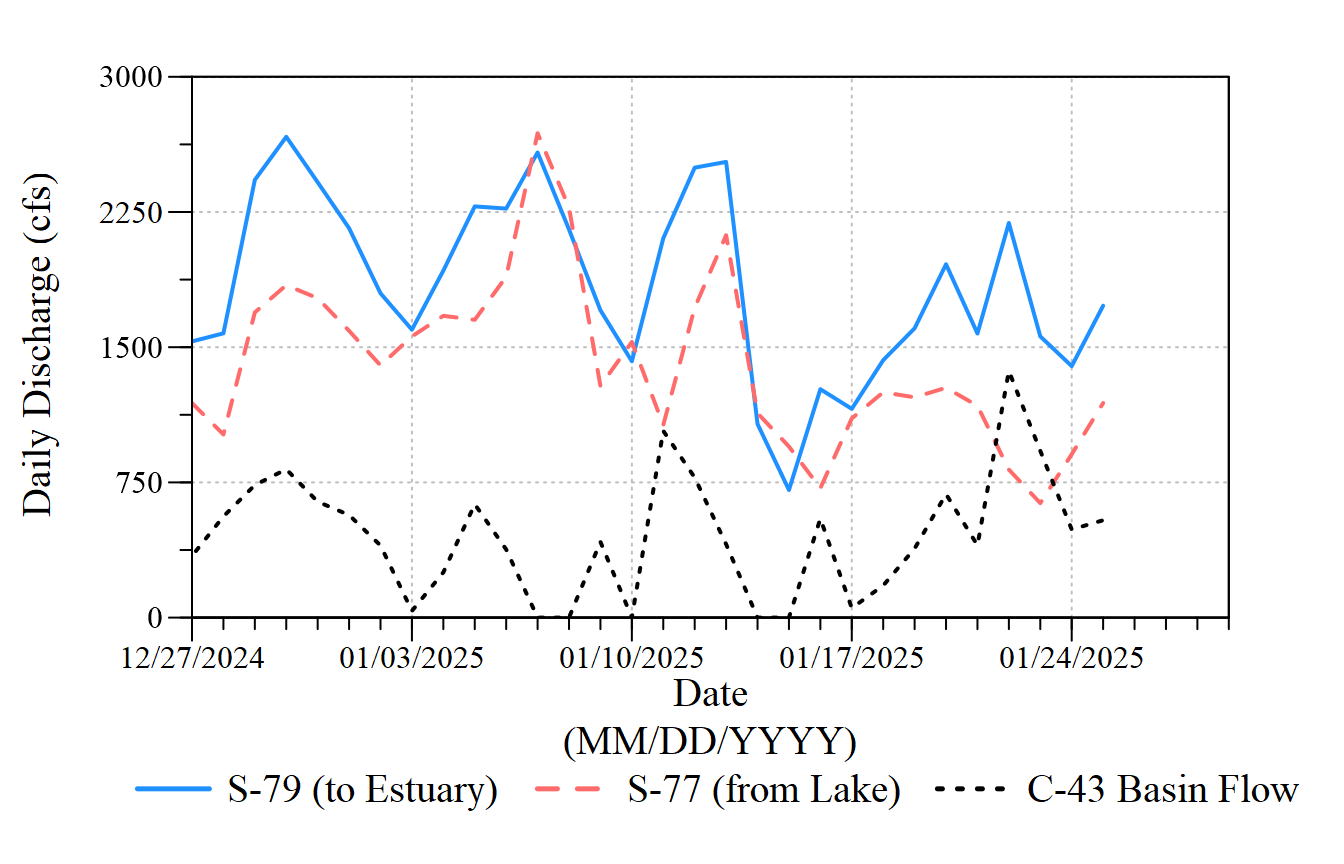 3000
2250
1500
750
0
Daily Discharge (cfs)
12/27/2024 01/03/2025 01/10/2025 01/17/2025 01/24/2025
Date
(MM/DD/YYYY)
S-79 (to Estuary) S-77 (from Lake) C-43 Basin Flow